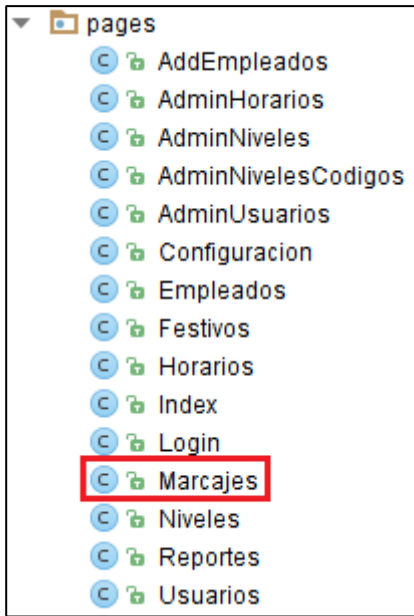 pages
AddEmpleados
AdminHorarios
AdminNiveles
AdminNivelesCodigos
AdminUsuarios
Configuracion
Empleados
Festivos
Horarios
Index
Login
Marcajes
Niveles
Reportes
Usuarios